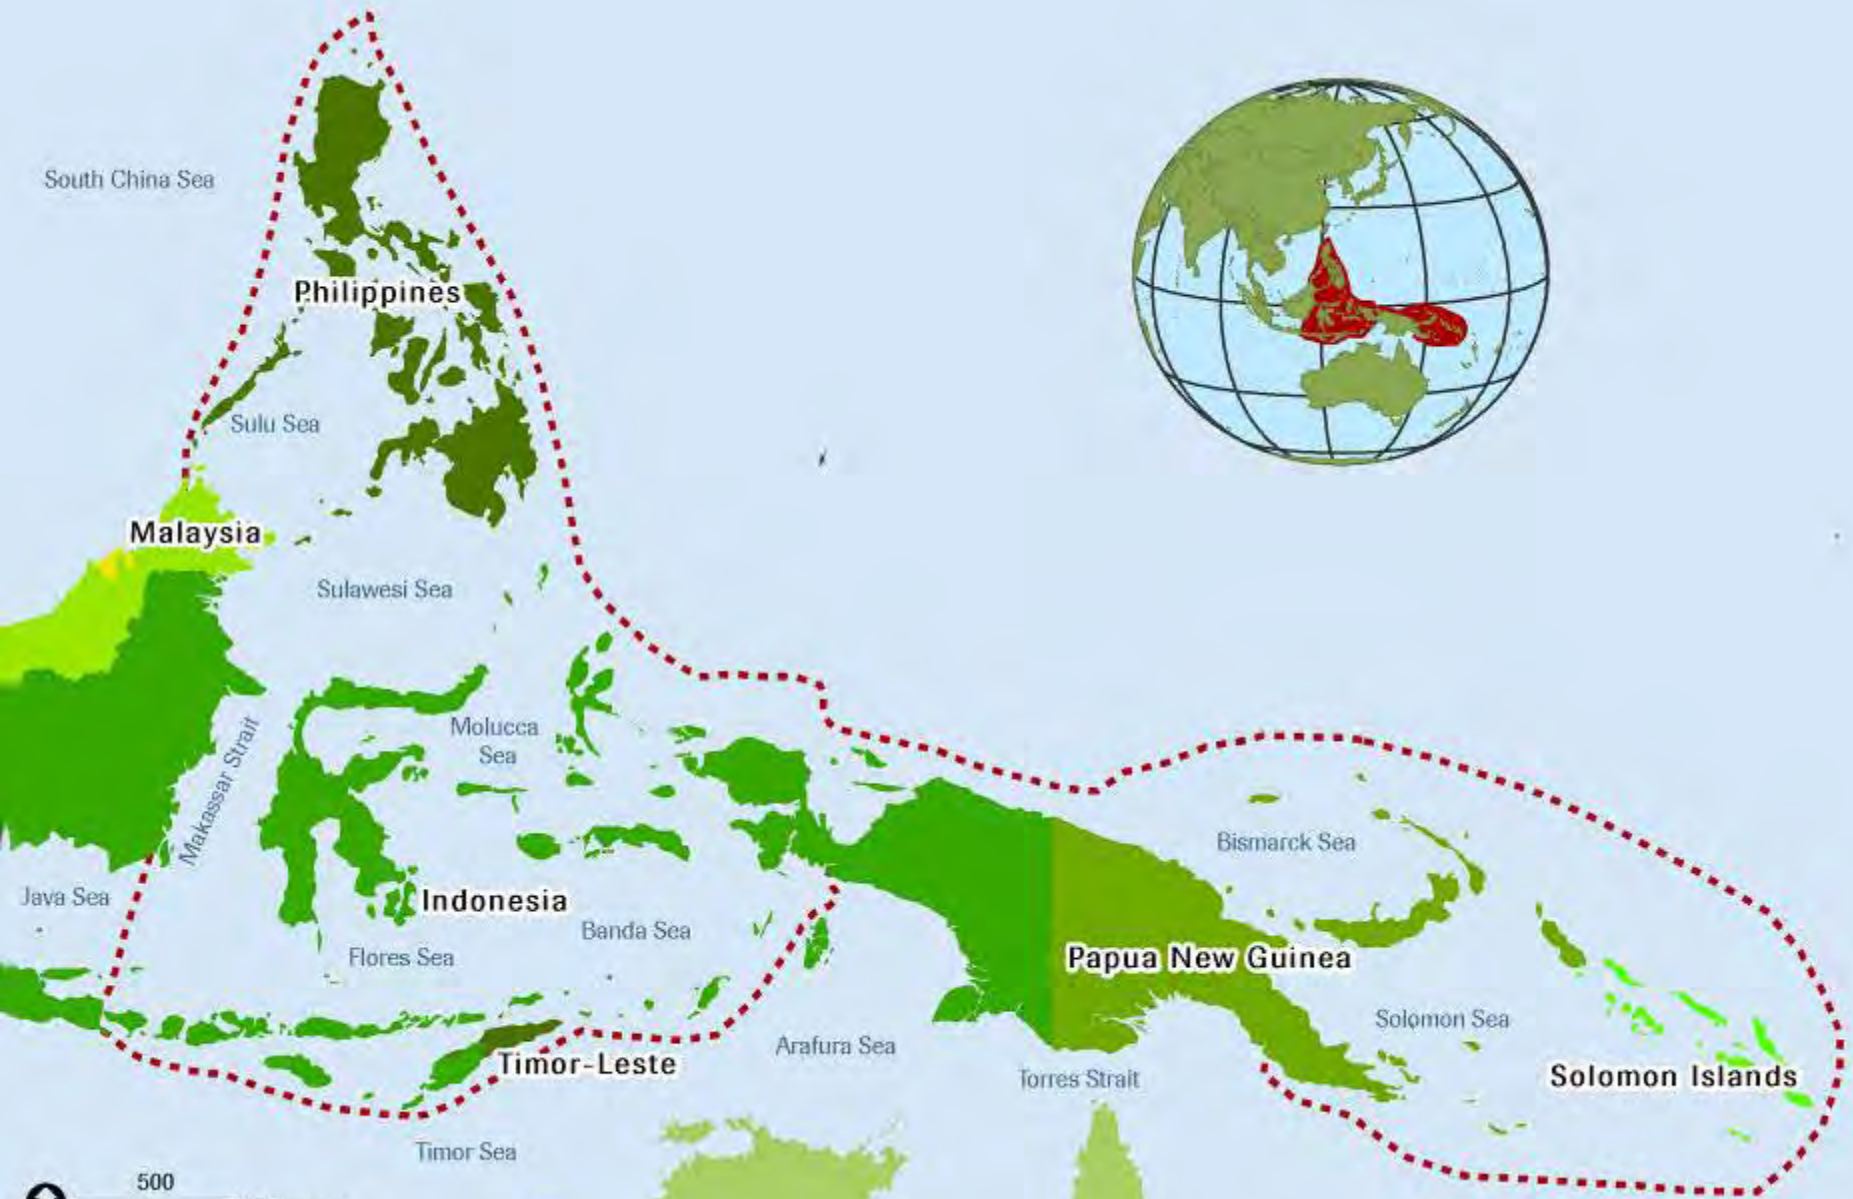 South China Sea
Philippines
Sulu Sea
Malaysia
Sulawesi Sea
Molucca
Sea
Makassar Strait
Bismarck Sea
Java Sea
Indonesia
Banda Sea
Flores Sea
Papua New Guinea
Solomon Sea
Arafura Sea
Timor-Leste
Torres Strait
Solomon Islands
Timor Sea
500